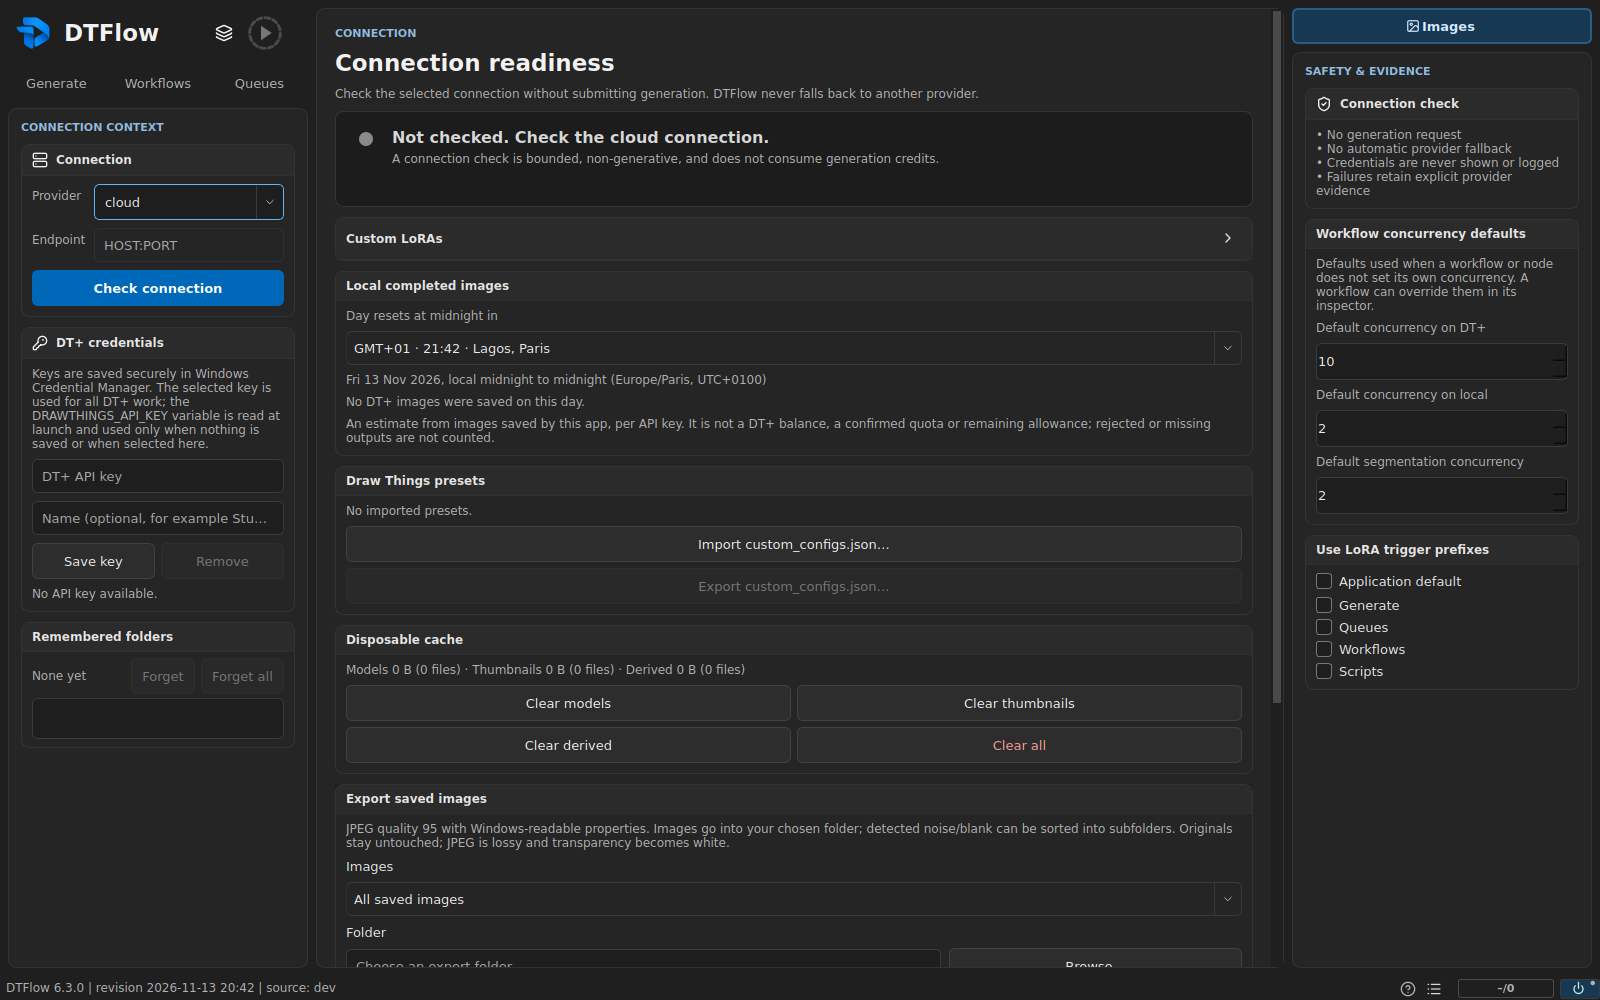 DTFlow
Generate
Workflows
Queues
CONNECTION CONTEXT
Connection
Provider
cloud
Endpoint
HOST:PORT
Check connection
DT+ credentials
Keys are saved securely in Windows
Credential Manager. The selected key is
used for all DT+ work; the
DRAWTHINGS_API_KEY variable is read at
launch and used only when nothing is
saved or when selected here.
DT+ API key
Name (optional, for example Stu...
Save key
Remove
No API key available.
Remembered folders
None yet
Forget
Forget all
CONNECTION
Connection readiness
Check the selected connection without submitting generation. DTFlow never falls back to another provider.
Not checked. Check the cloud connection.
A connection check is bounded, non-generative, and does not consume generation credits.
Custom LoRAs
Local completed images
Day resets at midnight in
GMT+01 · 21:42 · Lagos, Paris
Fri 13 Nov 2026, local midnight to midnight (Europe/Paris, UTC+0100)
No DT+ images were saved on this day.
An estimate from images saved by this app, per API key. It is not a DT+ balance, a confirmed quota or remaining allowance; rejected or missing
outputs are not counted.
Draw Things presets
No imported presets.
Import custom_configs.json...
Export custom_configs.json...
Disposable cache
Models 0 B (0 files) · Thumbnails 0 B (0 files) · Derived 0 B (0 files)
Clear models
Clear thumbnails
Clear derived
Clear all
Export saved images
JPEG quality 95 with Windows-readable properties. Images go into your chosen folder; detected noise/blank can be sorted into subfolders. Originals
stay untouched; JPEG is lossy and transparency becomes white.
Images
All saved images
Folder
Choose an export folder
Browse
Images
SAFETY & EVIDENCE
Connection check
• No generation request
• No automatic provider fallback
• Credentials are never shown or logged
• Failures retain explicit provider
evidence
Workflow concurrency defaults
Defaults used when a workflow or node
does not set its own concurrency. A
workflow can override them in its
inspector.
Default concurrency on DT+
10
Default concurrency on local
2
Default segmentation concurrency
2
Use LoRA trigger prefixes
Application default
Generate
Queues
Workflows
Scripts
DTFlow 6.3.0 | revision 2026-11-13 20:42 | source: dev
–/0